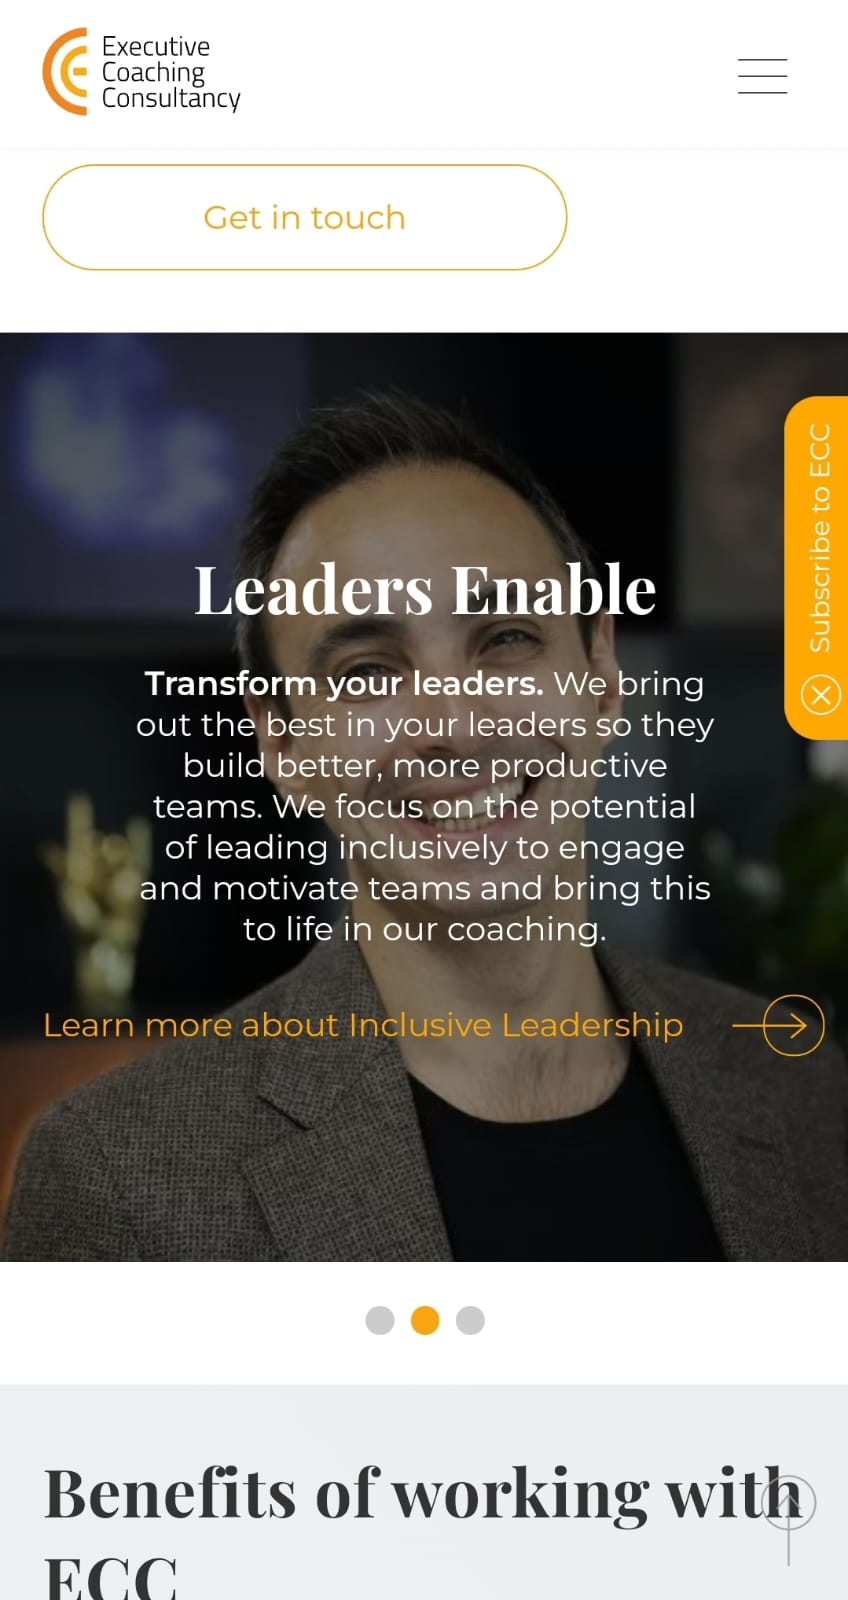 Executive
Coaching
Consultancy
Get in touch
Subscribe to ECC
Leaders Enable
Transform your leaders. We bring
out the best in your leaders so they
build better, more productive
teams. We focus on the potential
of leading inclusively to engage
and motivate teams and bring this
to life in our coaching.
Learn more about Inclusive Leadership
Benefits of working with
ECC